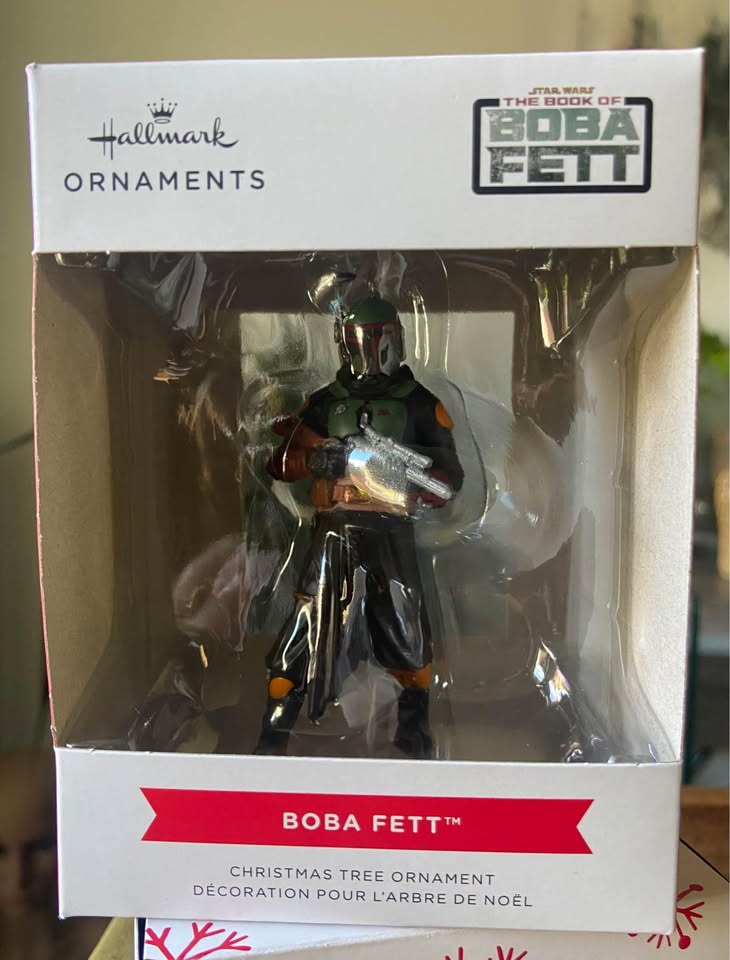 Hallmark
ORNAMENTS
STAR WARS
THE BOOK OF
BOBA
FETT
BOBA FETT™
CHRISTMAS TREE ORNAMENT
DÉCORATION POUR L'ARBRE DE NOËL